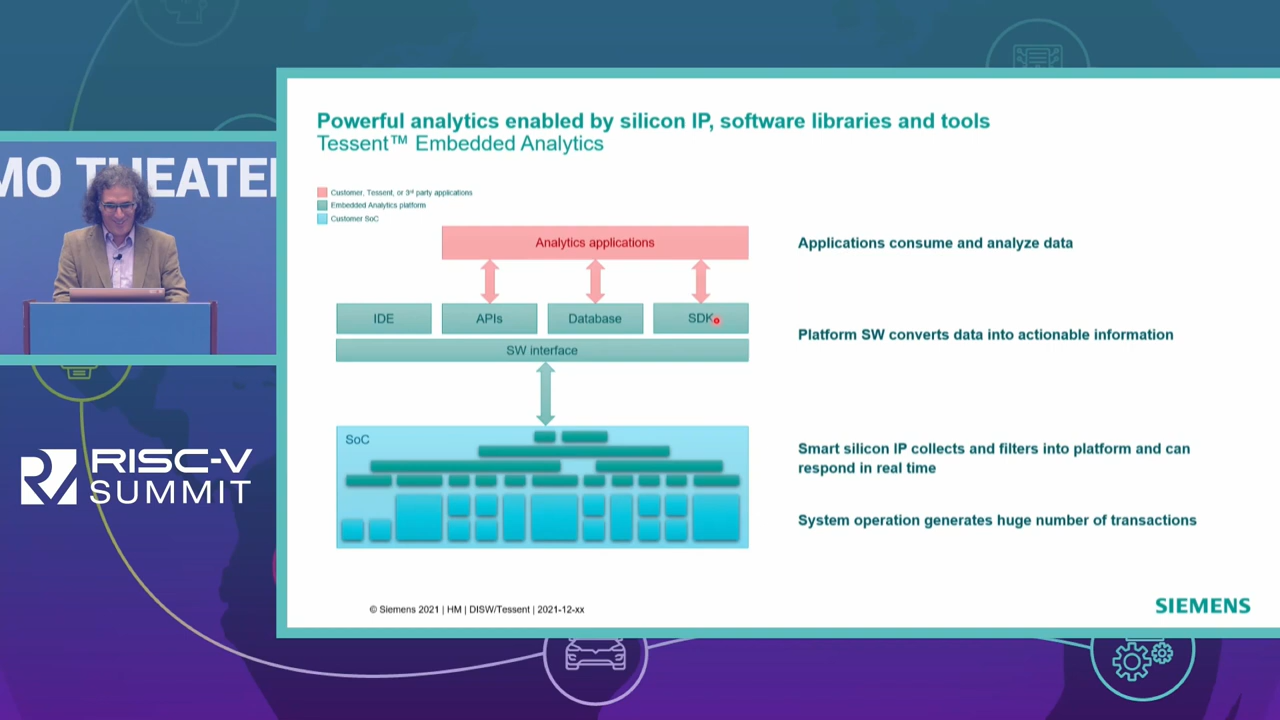 MO THEATE
RISC-V
SUMMIT
Powerful analytics enabled by silicon IP, software libraries and tools
Tessent™ Embedded Analytics
Customer, Tessent, or 3rd party applications
Embedded Analytics platform
Customer SoC
Analytics applications
Applications consume and analyze data
IDE
APIs
Database
SDK
SW interface
Platform SW converts data into actionable information
SoC
Smart silicon IP collects and filters into platform and can
respond in real time
System operation generates huge number of transactions
© Siemens 2021 | HM | DISW/Tessent | 2021-12-xx
SIEMENS